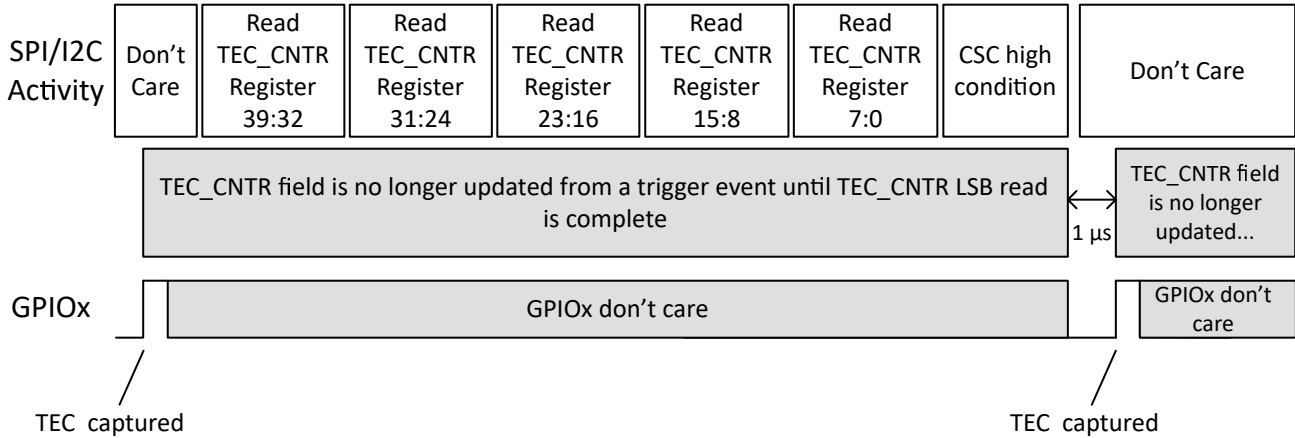 SPI/I2C
Activity
Don't
Care
Read
TEC_CNTR
Register
39:32
Read
TEC_CNTR
Register
31:24
Read
TEC_CNTR
Register
23:16
Read
TEC_CNTR
Register
15:8
Read
TEC_CNTR
Register
7:0
CSC high
condition
Don't Care
TEC_CNTR field is no longer updated from a trigger event until TEC_CNTR LSB read
is complete
1 µs
TEC_CNTR field
is no longer
updated...
GPIOx
GPIOx don't care
GPIOx don't
care
TEC captured
TEC captured